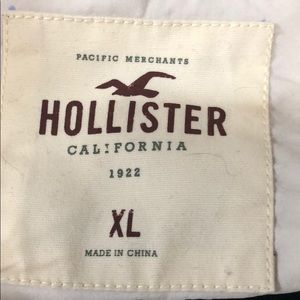 PACIFIC MERCHANTS
HOLLISTER
CALIFORNIA
1922
XL
MADE IN CHINA